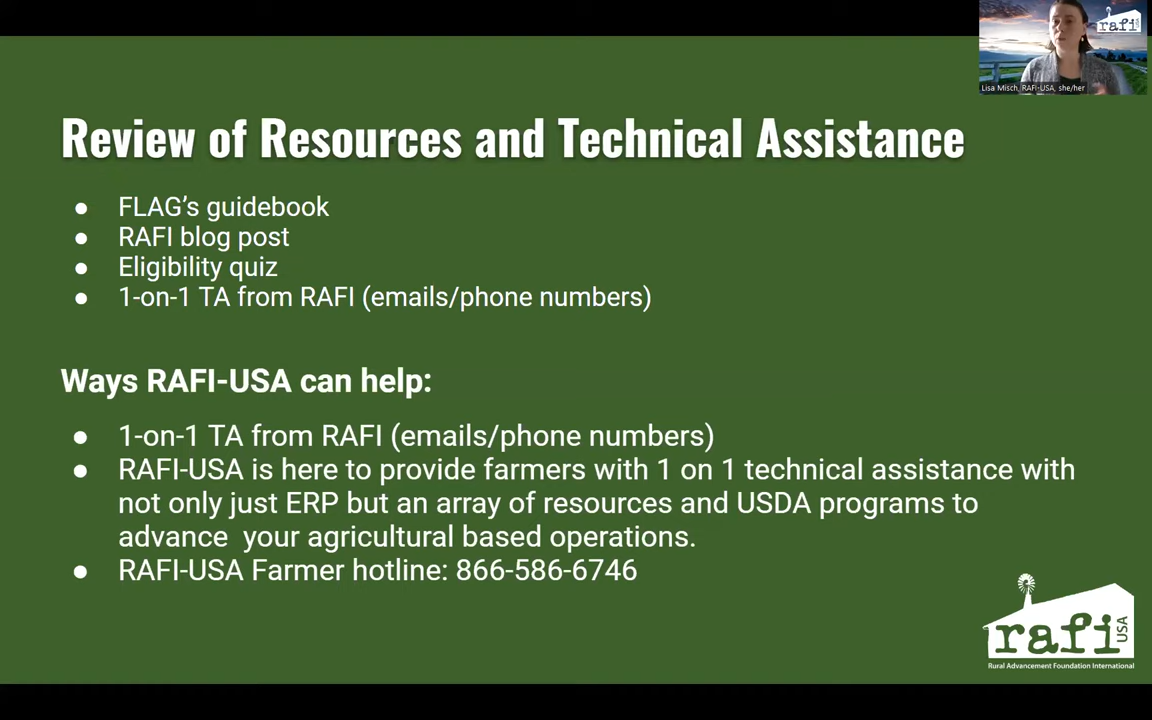 rafi
USA
Lisa Misch, RAFI-USA, she/her
Review of Resources and Technical Assistance
● FLAG’s guidebook
● RAFI blog post
● Eligibility quiz
● 1-on-1 TA from RAFI (emails/phone numbers)
Ways RAFI-USA can help:
● 1-on-1 TA from RAFI (emails/phone numbers)
● RAFI-USA is here to provide farmers with 1 on 1 technical assistance with
not only just ERP but an array of resources and USDA programs to
advance  your agricultural based operations.
● RAFI-USA Farmer hotline: 866-586-6746
rafi
USA
Rural Advancement Foundation International